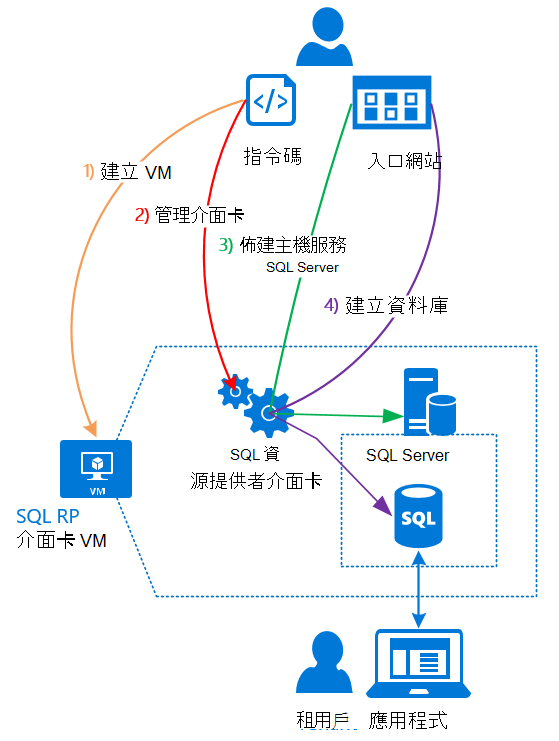 指令碼
入口網站
1) 建立 VM
2) 管理介面卡
3) 佈建主機服務
SQL Server
4) 建立資料庫
SQL 資
源提供者介面卡
SQL Server
VM
SQL RP
介面卡 VM
SQL
租用戶
應用程式